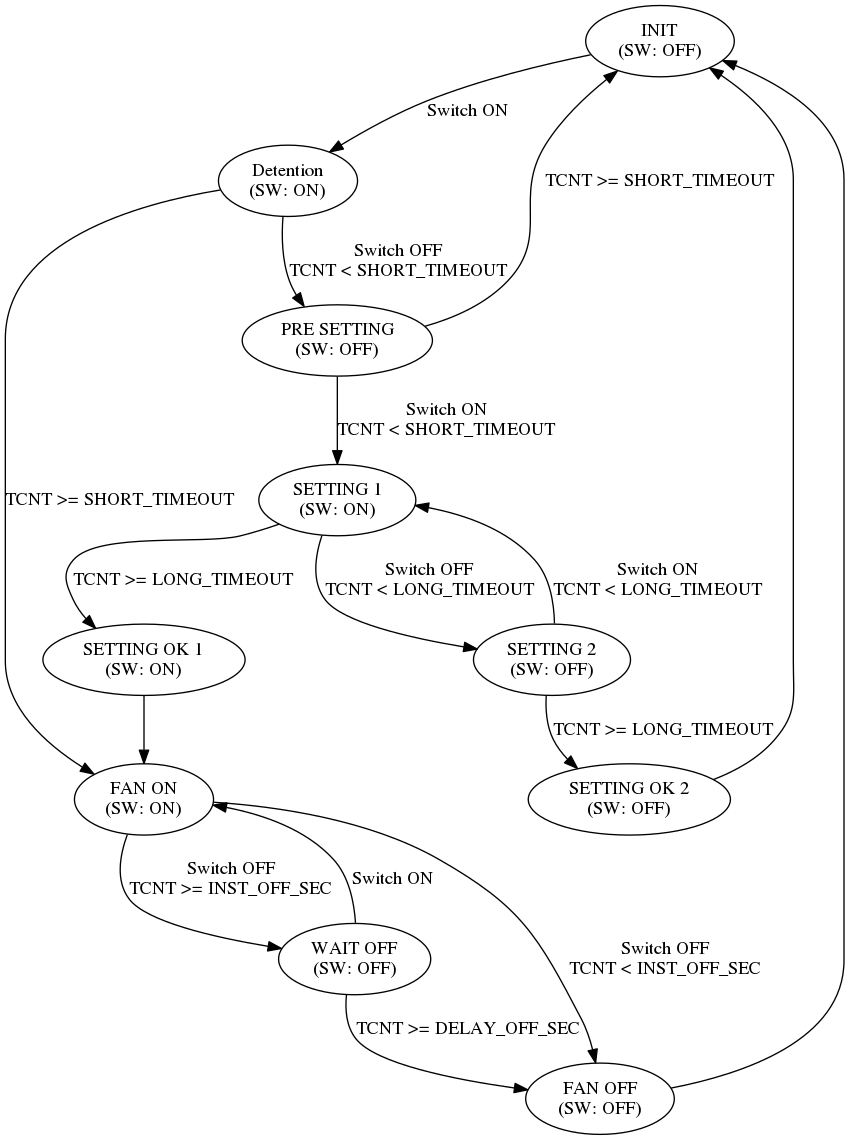 INIT
(SW: OFF)
Switch ON
Detention
(SW: ON)
TCNT >= SHORT_TIMEOUT
Switch OFF
TCNT < SHORT_TIMEOUT
PRE SETTING
(SW: OFF)
Switch ON
TCNT < SHORT_TIMEOUT
SETTING 1
(SW: ON)
TCNT >= SHORT_TIMEOUT
TCNT >= LONG_TIMEOUT
Switch OFF
TCNT < LONG_TIMEOUT
Switch ON
TCNT < LONG_TIMEOUT
SETTING OK 1
(SW: ON)
SETTING 2
(SW: OFF)
TCNT >= LONG_TIMEOUT
FAN ON
(SW: ON)
SETTING OK 2
(SW: OFF)
Switch OFF
TCNT >= INST_OFF_SEC
Switch ON
WAIT OFF
(SW: OFF)
Switch OFF
TCNT < INST_OFF_SEC
TCNT >= DELAY_OFF_SEC
FAN OFF
(SW: OFF)